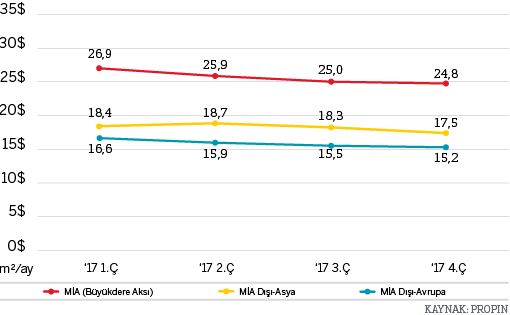 35$
30$
26,9 25,9 25,0 24,8
25$
20$
18,4 18,7 18,3 17,5
15$
16,6 15,9 15,5 15,2
10$
5$
0$
m²/ay '17 1.Ç '17 2.Ç '17 3.Ç '17 4.Ç
MİA (Büyükdere Aksı) MİA Dışı-Asya MİA Dışı-Avrupa
KAYNAK: PROPIN